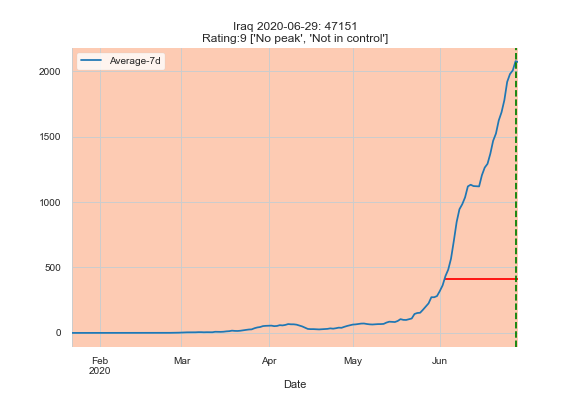 Iraq 2020-06-29: 47151
Rating:9 ['No peak', 'Not in control']
Average-7d
2000
1500
1000
500
0
Feb
2020
Mar
Apr
May
Jun
Date